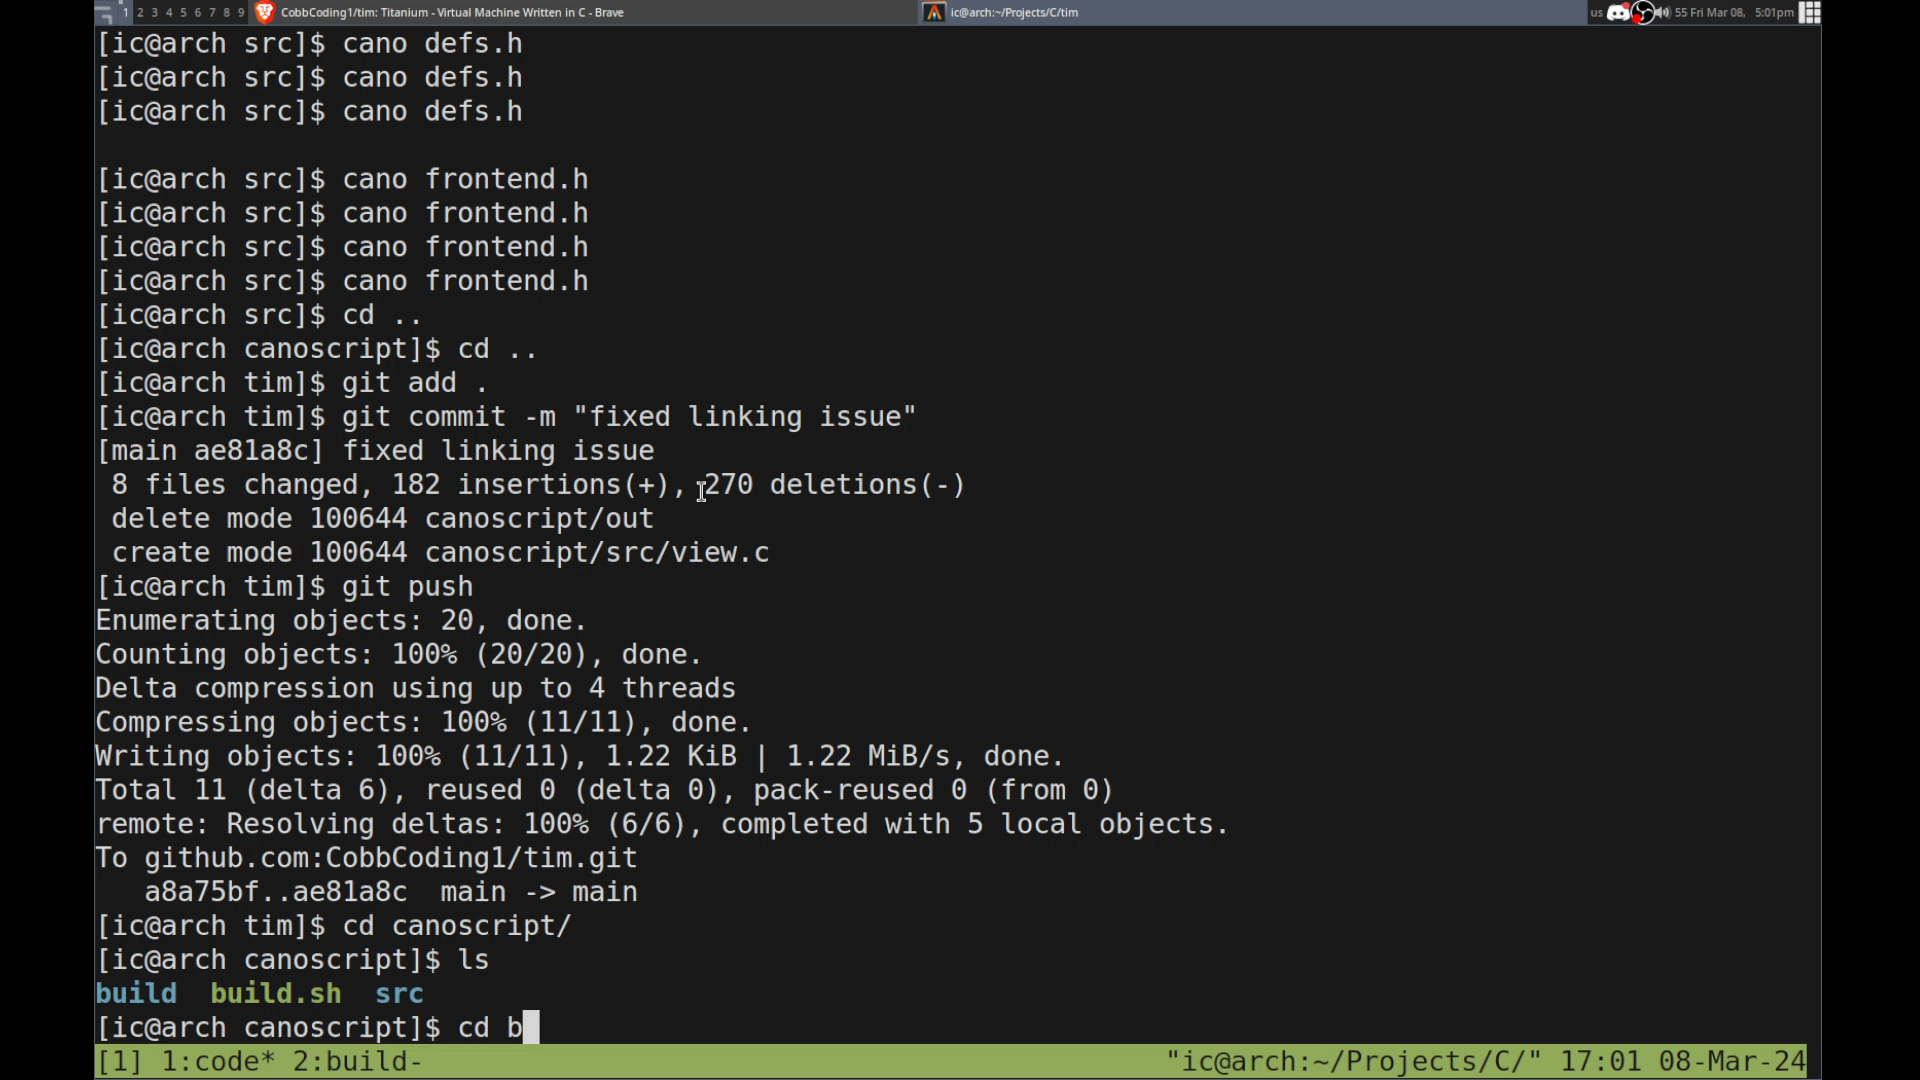 1 2 3 4 5 6 7 8 9 CobbCoding1/tim: Titanium - Virtual Machine Written in C - Brave ic@arch:~/Projects/C/tim us 55 Fri Mar 08, 5:01pm
[ic@arch src]$ cano defs.h
[ic@arch src]$ cano defs.h
[ic@arch src]$ cano defs.h
[ic@arch src]$ cano frontend.h
[ic@arch src]$ cano frontend.h
[ic@arch src]$ cano frontend.h
[ic@arch src]$ cano frontend.h
[ic@arch src]$ cd ..
[ic@arch canoscript]$ cd ..
[ic@arch tim]$ git add .
[ic@arch tim]$ git commit -m "fixed linking issue"
[main ae81a8c] fixed linking issue
 8 files changed, 182 insertions(+), 270 deletions(-)
 delete mode 100644 canoscript/out
 create mode 100644 canoscript/src/view.c
[ic@arch tim]$ git push
Enumerating objects: 20, done.
Counting objects: 100% (20/20), done.
Delta compression using up to 4 threads
Compressing objects: 100% (11/11), done.
Writing objects: 100% (11/11), 1.22 KiB | 1.22 MiB/s, done.
Total 11 (delta 6), reused 0 (delta 0), pack-reused 0 (from 0)
remote: Resolving deltas: 100% (6/6), completed with 5 local objects.
To github.com:CobbCoding1/tim.git
   a8a75bf..ae81a8c  main -> main
[ic@arch tim]$ cd canoscript/
[ic@arch canoscript]$ ls
build  build.sh  src
[ic@arch canoscript]$ cd b
[1] 1:code* 2:build- "ic@arch:~/Projects/C/" 17:01 08-Mar-24